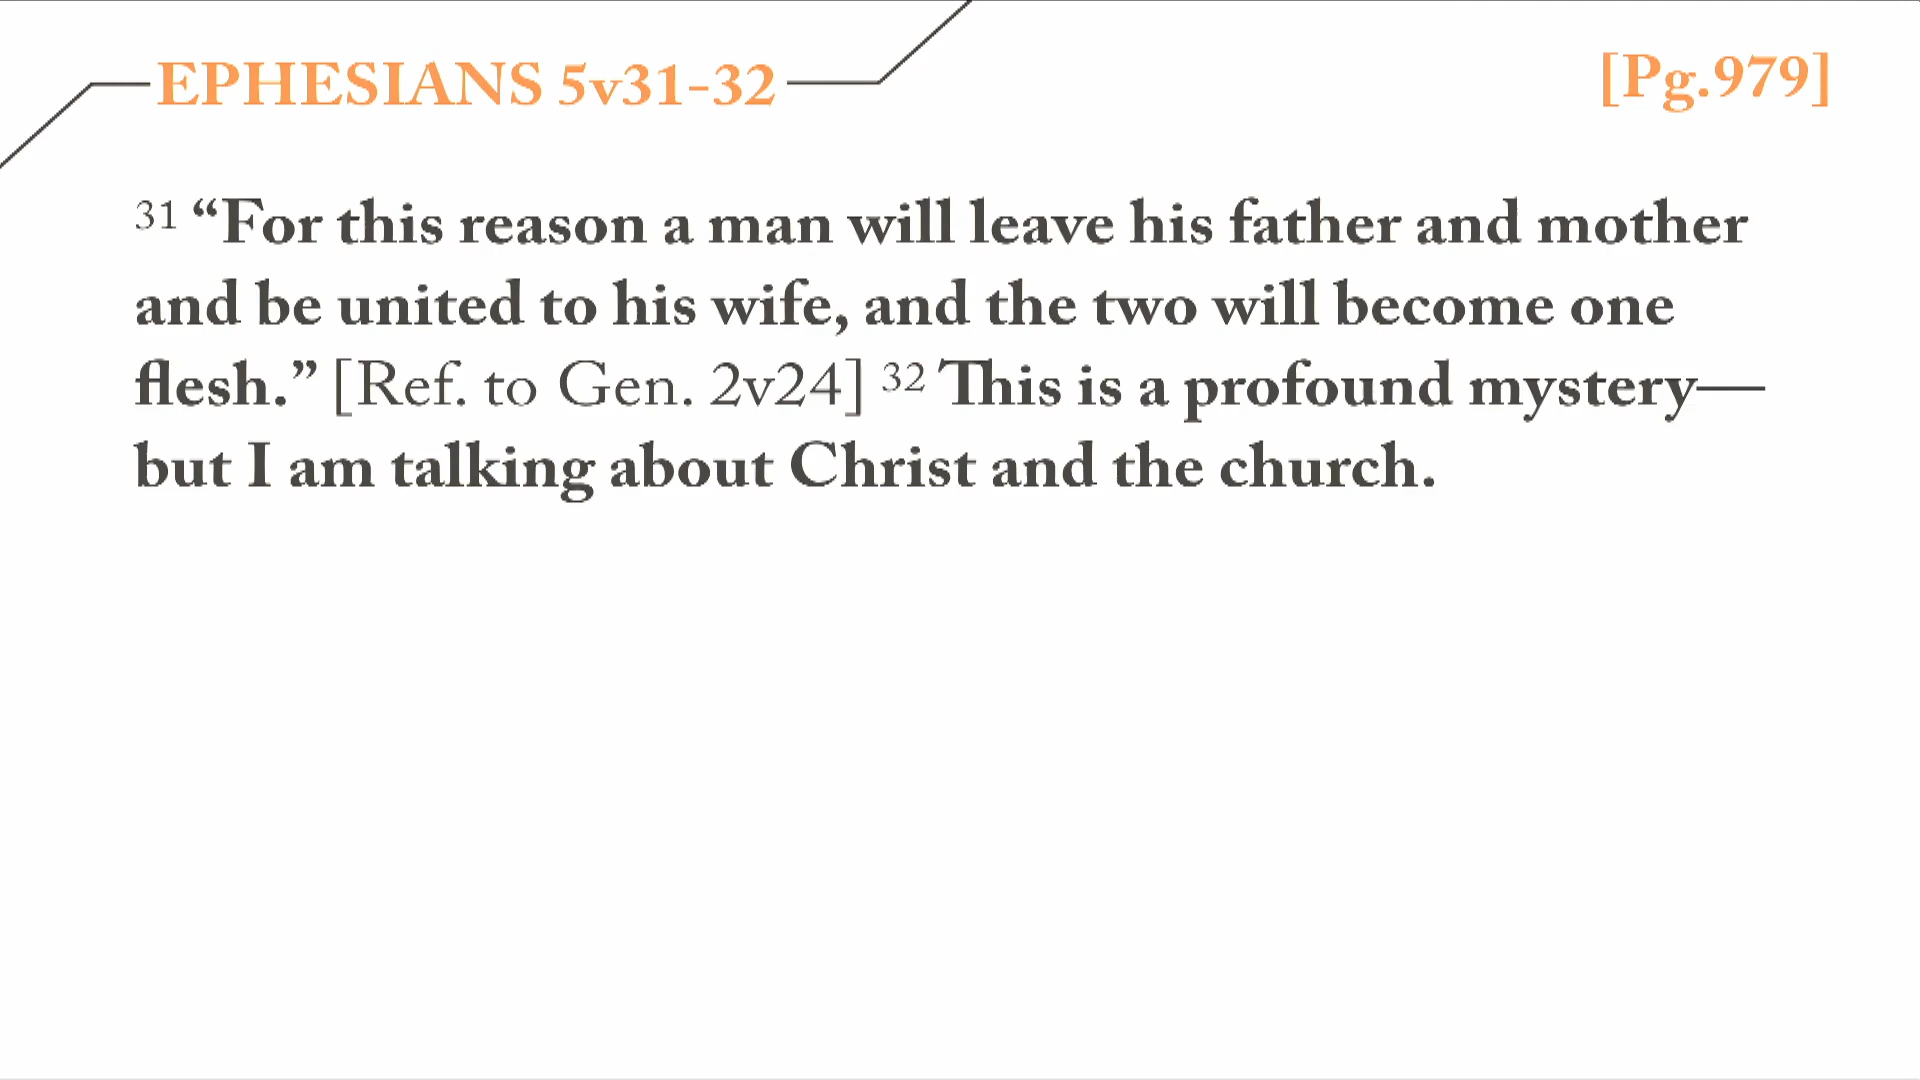 EPHESIANS 5v31-32
[Pg.979]
31 “For this reason a man will leave his father and mother
and be united to his wife, and the two will become one
flesh.” [Ref. to Gen. 2v24] 32 This is a profound mystery—
but I am talking about Christ and the church.